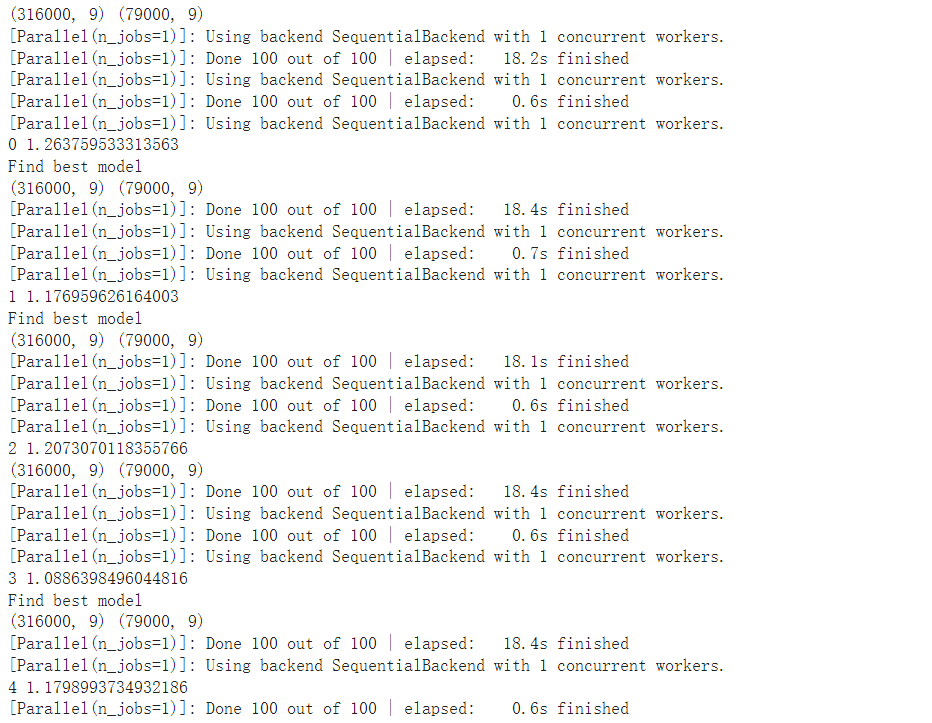 (316000, 9) (79000, 9)
[Parallel(n_jobs=1)]: Using backend SequentialBackend with 1 concurrent workers.
[Parallel(n_jobs=1)]: Done 100 out of 100 | elapsed:   18.2s finished
[Parallel(n_jobs=1)]: Using backend SequentialBackend with 1 concurrent workers.
[Parallel(n_jobs=1)]: Done 100 out of 100 | elapsed:    0.6s finished
[Parallel(n_jobs=1)]: Using backend SequentialBackend with 1 concurrent workers.
0 1.263759533313563
Find best model
(316000, 9) (79000, 9)
[Parallel(n_jobs=1)]: Done 100 out of 100 | elapsed:   18.4s finished
[Parallel(n_jobs=1)]: Using backend SequentialBackend with 1 concurrent workers.
[Parallel(n_jobs=1)]: Done 100 out of 100 | elapsed:    0.7s finished
[Parallel(n_jobs=1)]: Using backend SequentialBackend with 1 concurrent workers.
1 1.176959626164003
Find best model
(316000, 9) (79000, 9)
[Parallel(n_jobs=1)]: Done 100 out of 100 | elapsed:   18.1s finished
[Parallel(n_jobs=1)]: Using backend SequentialBackend with 1 concurrent workers.
[Parallel(n_jobs=1)]: Done 100 out of 100 | elapsed:    0.6s finished
[Parallel(n_jobs=1)]: Using backend SequentialBackend with 1 concurrent workers.
2 1.2073070118355766
(316000, 9) (79000, 9)
[Parallel(n_jobs=1)]: Done 100 out of 100 | elapsed:   18.4s finished
[Parallel(n_jobs=1)]: Using backend SequentialBackend with 1 concurrent workers.
[Parallel(n_jobs=1)]: Done 100 out of 100 | elapsed:    0.6s finished
[Parallel(n_jobs=1)]: Using backend SequentialBackend with 1 concurrent workers.
3 1.0886398496044816
Find best model
(316000, 9) (79000, 9)
[Parallel(n_jobs=1)]: Done 100 out of 100 | elapsed:   18.4s finished
[Parallel(n_jobs=1)]: Using backend SequentialBackend with 1 concurrent workers.
4 1.1798993734932186
[Parallel(n_jobs=1)]: Done 100 out of 100 | elapsed:    0.6s finished